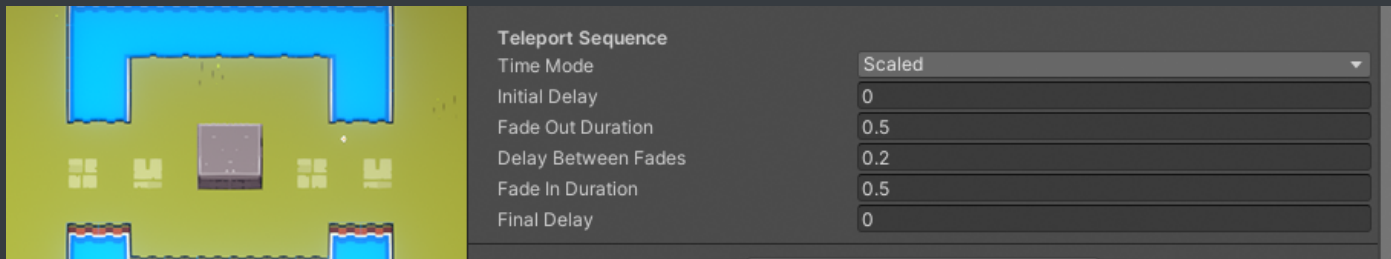 Teleport Sequence
Time Mode Scaled
Initial Delay 0
Fade Out Duration 0.5
Delay Between Fades 0.2
Fade In Duration 0.5
Final Delay 0